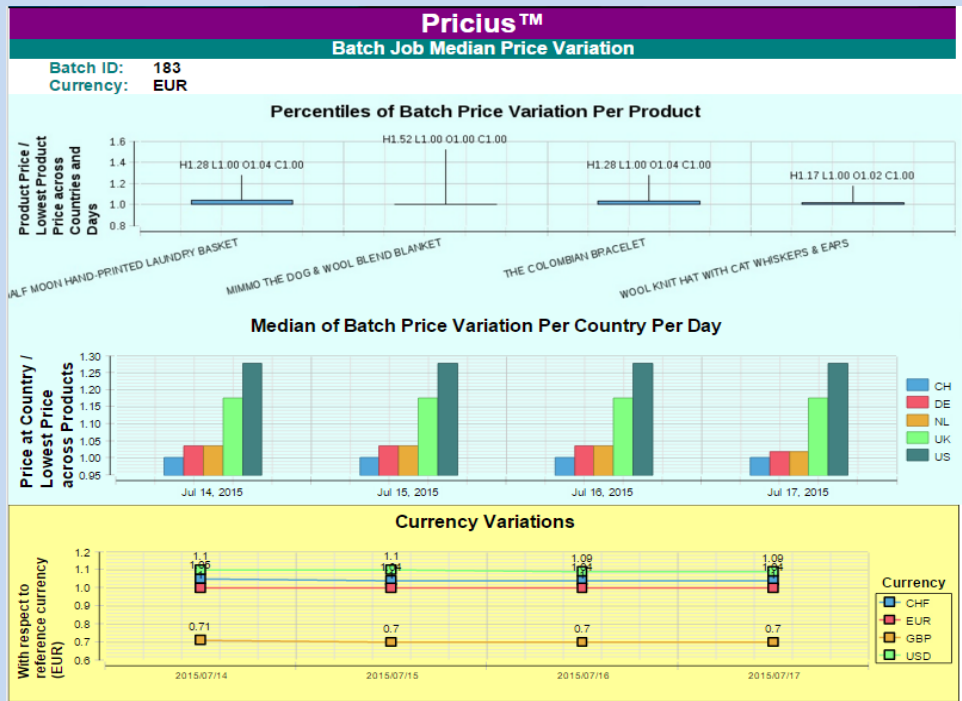 Pricius™
Batch Job Median Price Variation
Batch ID: 183
Currency: EUR
Percentiles of Batch Price Variation Per Product
Product Price /
Lowest Product
Price across
Countries and
Days
1.6
1.4
1.2
1.0
0.8
H1.28 L1.00 O1.04 C1.00
H1.52 L1.00 O1.00 C1.00
H1.28 L1.00 O1.04 C1.00
H1.17 L1.00 O1.02 C1.00
ALF MOON HAND-PRINTED LAUNDRY BASKET
MIMMO THE DOG & WOOL BLEND BLANKET
THE COLOMBIAN BRACELET
WOOL KNIT HAT WITH CAT WHISKERS & EARS
Median of Batch Price Variation Per Country Per Day
Price at Country /
Lowest Price
across Products
1.30
1.25
1.20
1.15
1.10
1.05
1.00
0.95
Jul 14, 2015
Jul 15, 2015
Jul 16, 2015
Jul 17, 2015
CH
DE
NL
UK
US
Currency Variations
With respect to
reference currency
(EUR)
1.2
1.1
1.0
0.9
0.8
0.7
0.6
1.1
1.05
0.71
1.1
1.04
0.7
1.09
1.04
0.7
1.09
1.04
0.7
2015/07/14
2015/07/15
2015/07/16
2015/07/17
Currency
CHF
EUR
GBP
USD